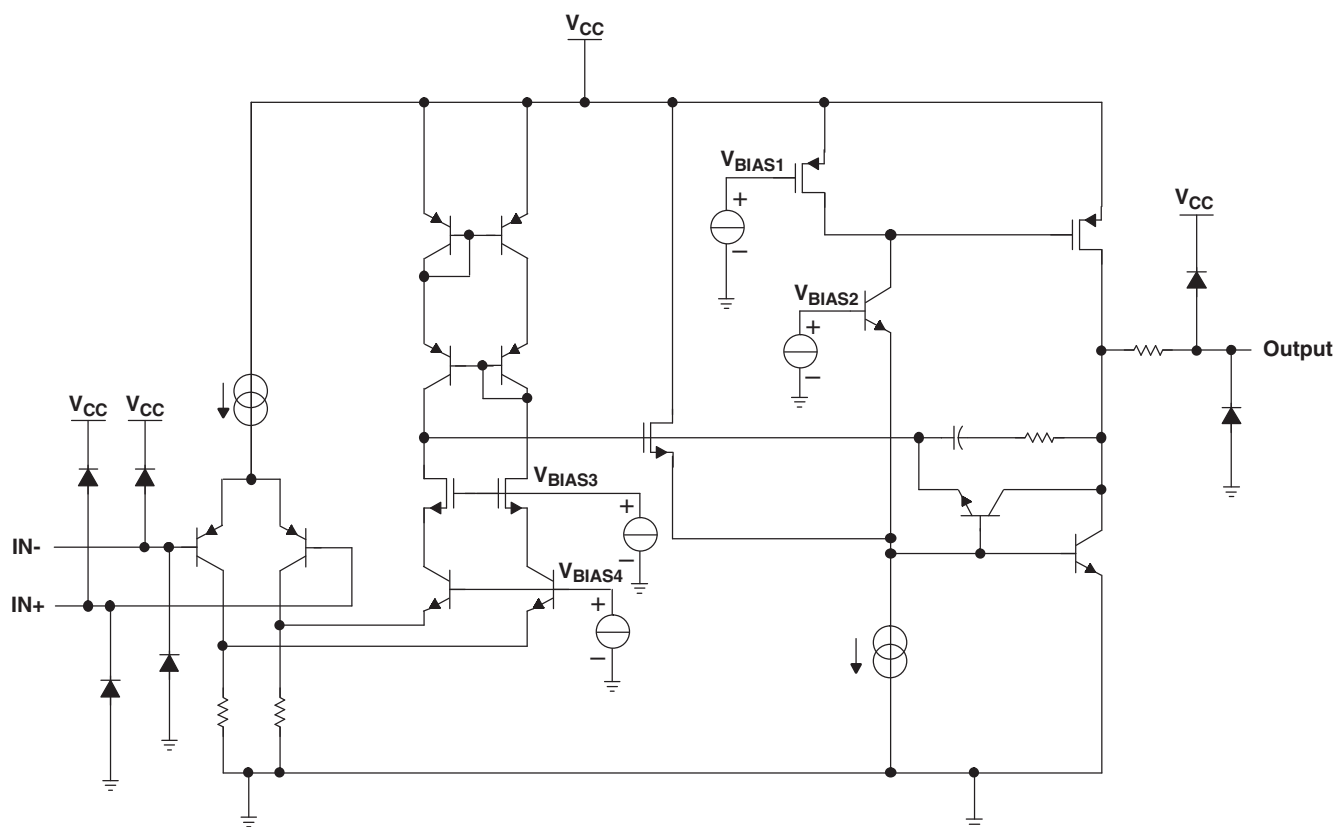 VCC
VBIAS1
VCC
VBIAS2
+
−
+
−
Output
VCC
VCC
VBIAS3
+
−
IN-
VBIAS4
IN+
+
−